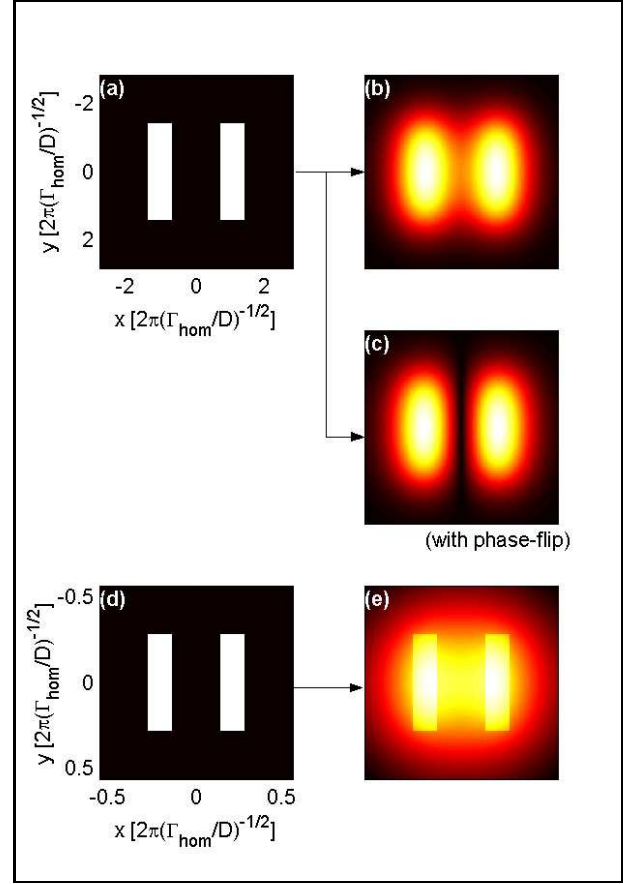 (a)
(b)
-2
0
2
y [2π(Γhom/D)-1/2]
-2 0 2
x [2π(Γhom/D)-1/2]
(c)
(with phase-flip)
(d)
(e)
-0.5
0
0.5
y [2π(Γhom/D)-1/2]
-0.5 0 0.5
x [2π(Γhom/D)-1/2]